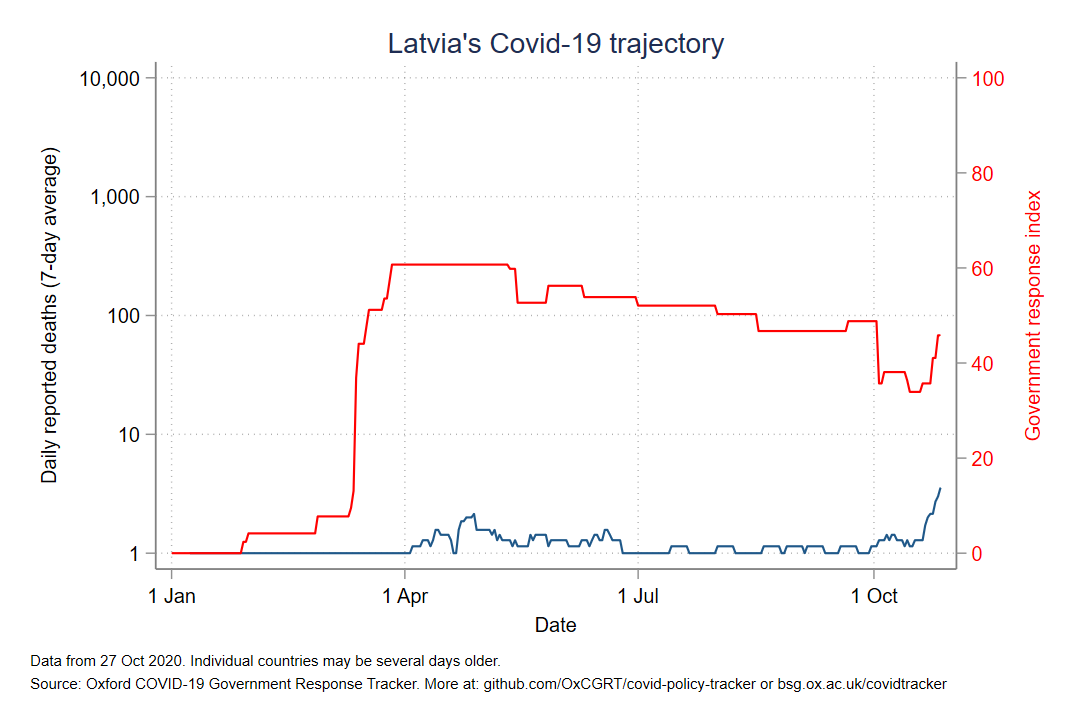 Latvia's Covid-19 trajectory
Daily reported deaths (7-day average)
10,000
1,000
100
10
1
100
80
60
40
20
0
Government response index
1 Jan
1 Apr
1 Jul
1 Oct
Date
Data from 27 Oct 2020. Individual countries may be several days older.
Source: Oxford COVID-19 Government Response Tracker. More at: github.com/OxCGRT/covid-policy-tracker or bsg.ox.ac.uk/covidtracker